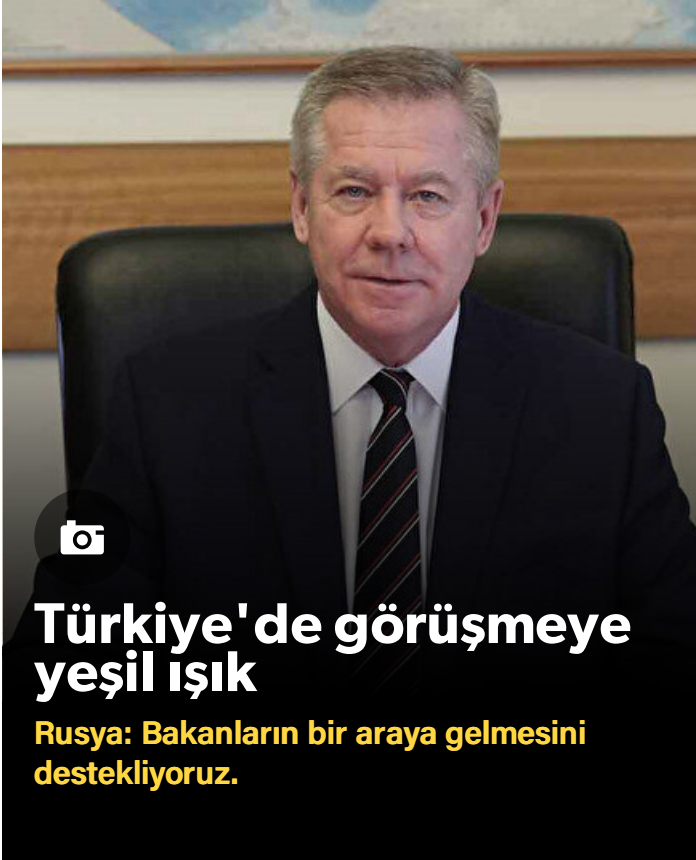 Türkiye'de görüşmeye
yeşil ışık
Rusya: Bakanların bir araya gelmesini
destekliyoruz.